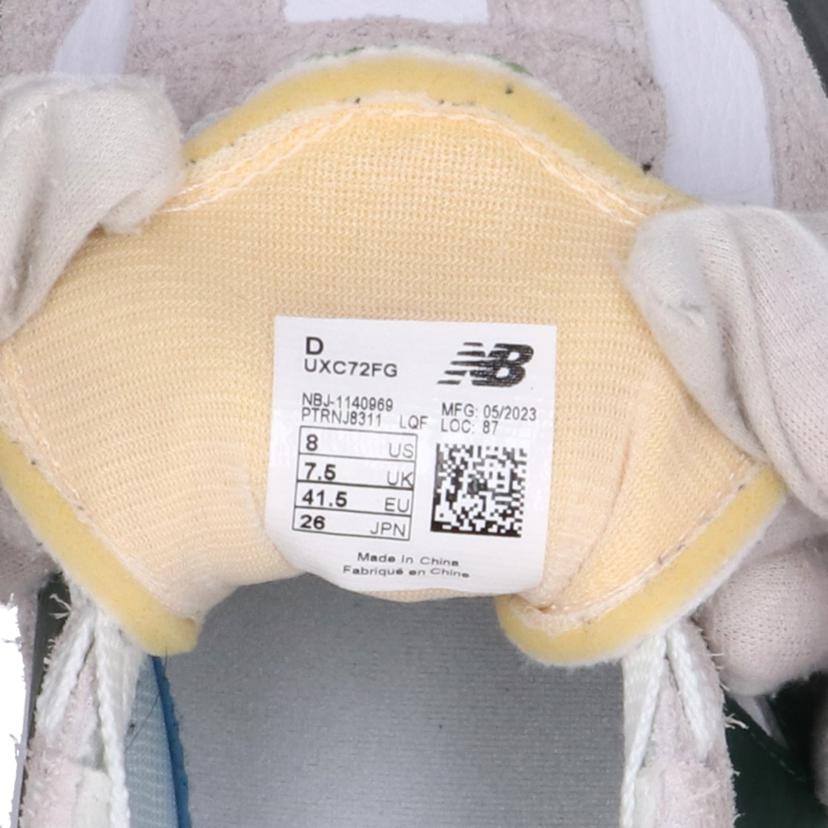 D
UXC72FG
NB
NBJ-1140969
PTRNJ8311 LQF
MFG: 05/2023
LOC: 87
8 US
7.5 UK
41.5 EU
26 JPN
Made in China
Fabriqué en Chine